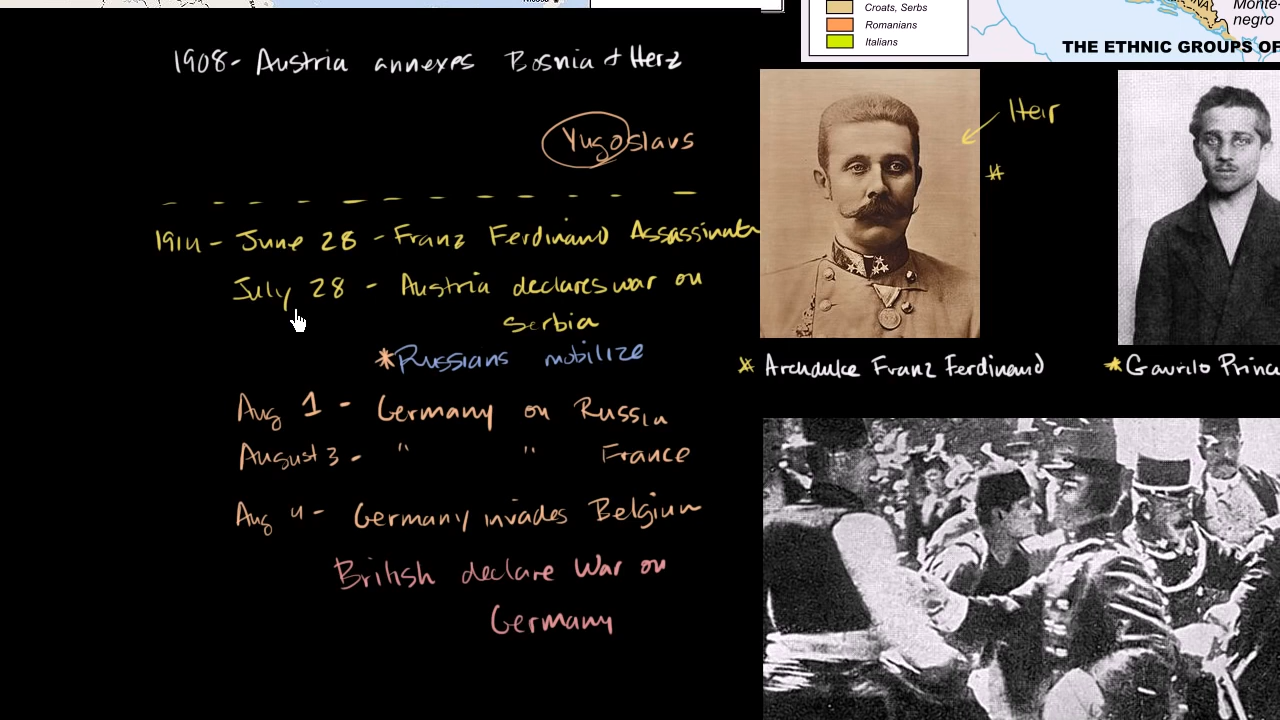 Croats, Serbs
Romanians
Italians
Monte-
negro
THE ETHNIC GROUPS OF
1908- Austria annexes Bosnia + Herz
Yugoslavs
1914 - June 28 - Franz Ferdinand Assassinate
July 28 - Austria declares war on
Serbia
*Russians mobilize
Aug 1 - Germany on Russia
August 3 - " " France
Aug 4 - Germany invades Belgium
British declare War on
Germany
Heir
*
* Archduke Franz Ferdinand
* Gavrilo Princ